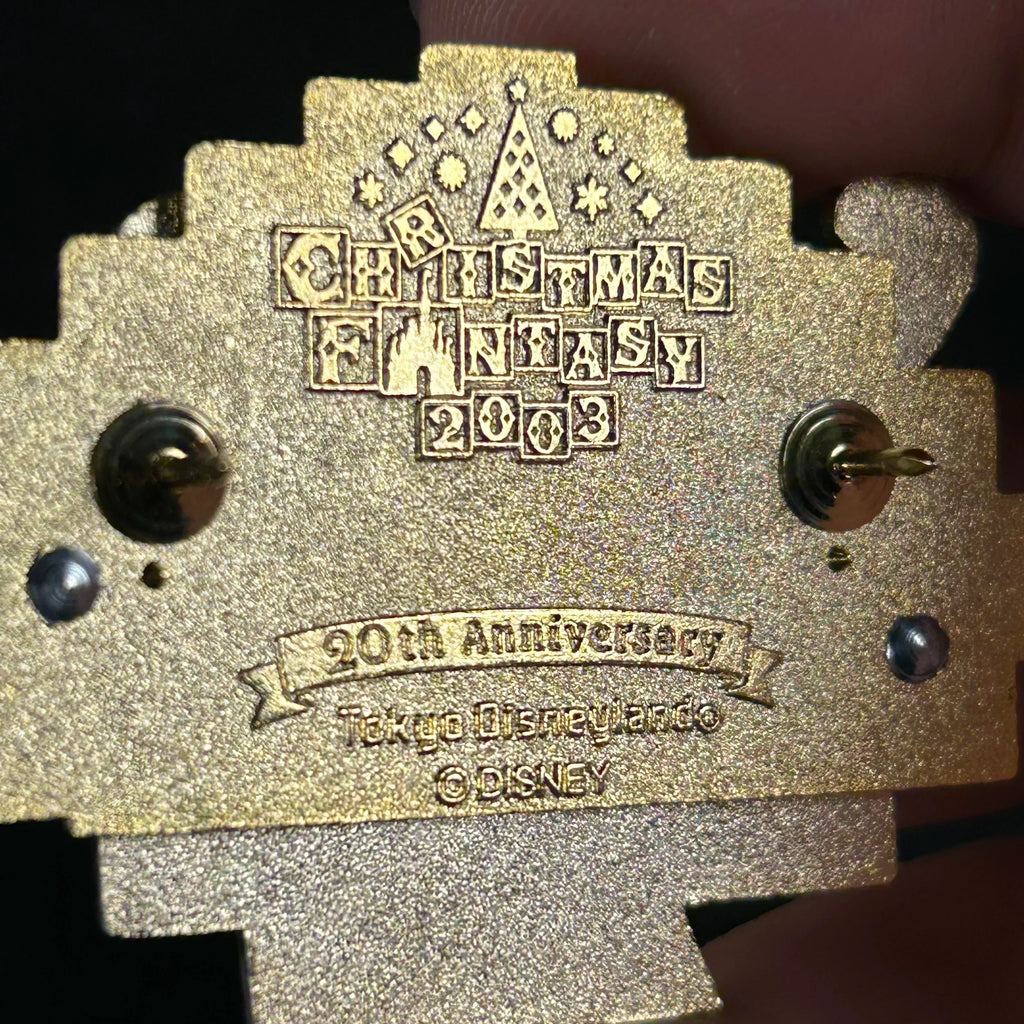 CHRISTMAS
FANTASY
2003
20th Anniversary
Tokyo Disneyland®
© DISNEY